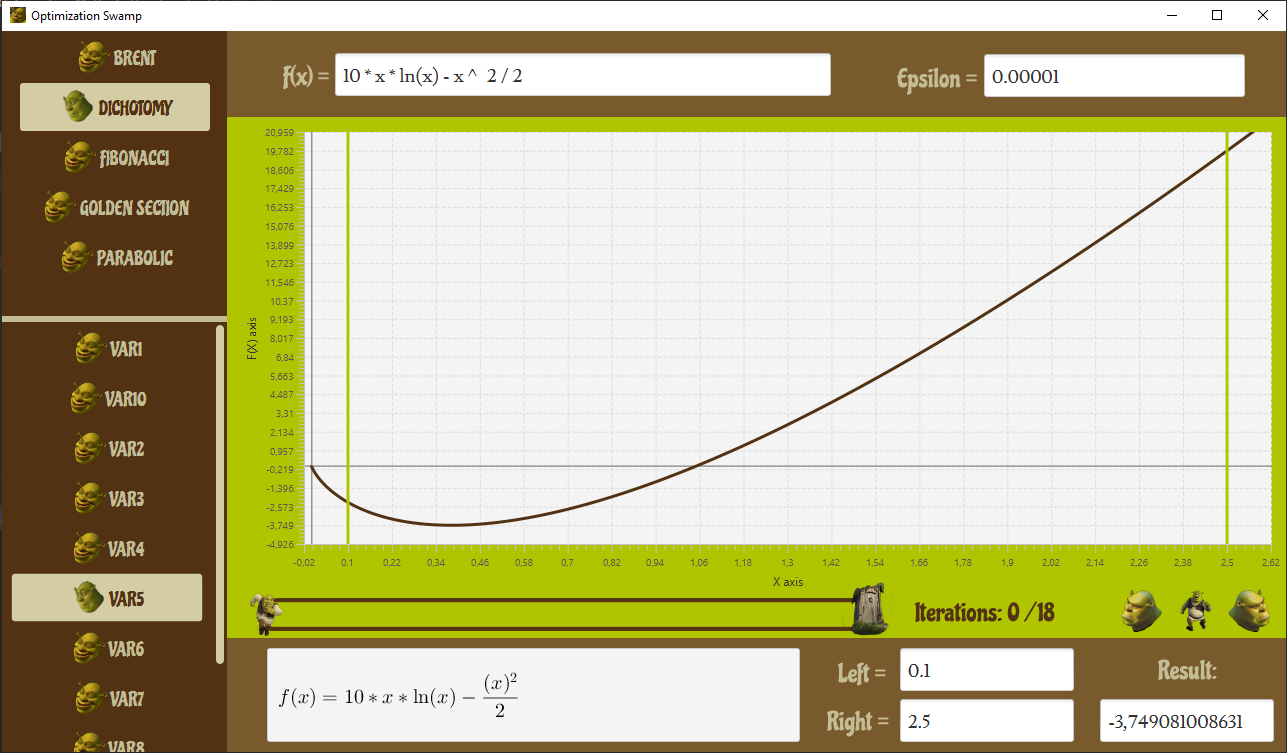 Optimization Swamp
BRENT
DICHOTOMY
FIBONACCI
GOLDEN SECTION
PARABOLIC
VAR1
VAR10
VAR2
VAR3
VAR4
VAR5
VAR6
VAR7
VAR8
f(x) = 10 * x * ln(x) - x ^ 2 / 2
Epsilon = 0.00001
F(X) axis
20,959
19,782
18,606
17,429
16,253
15,076
13,899
12,723
11,546
10,37
9,193
8,017
6,84
5,663
4,487
3,31
2,134
0,957
-0,219
-1,396
-2,573
-3,749
-4,926
-0,02 0,1 0,22 0,34 0,46 0,58 0,7 0,82 0,94 1,06 1,18 1,3 1,42 1,54 1,66 1,78 1,9 2,02 2,14 2,26 2,38 2,5 2,62
X axis
Iterations: 0 /18
f(x) = 10 * x * ln(x) − (x)²/2
Left = 0.1
Right = 2.5
Result:
-3,749081008631